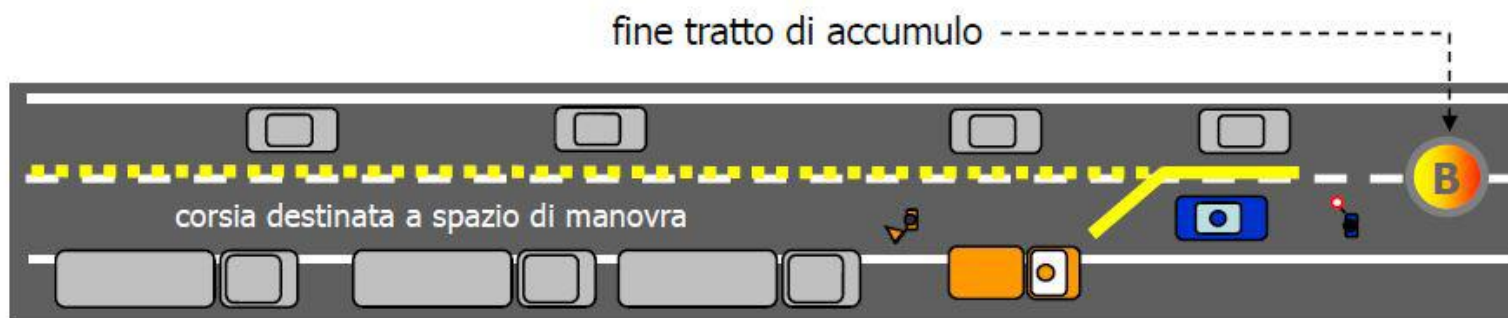 fine tratto di accumulo
B
corsia destinata a spazio di manovra